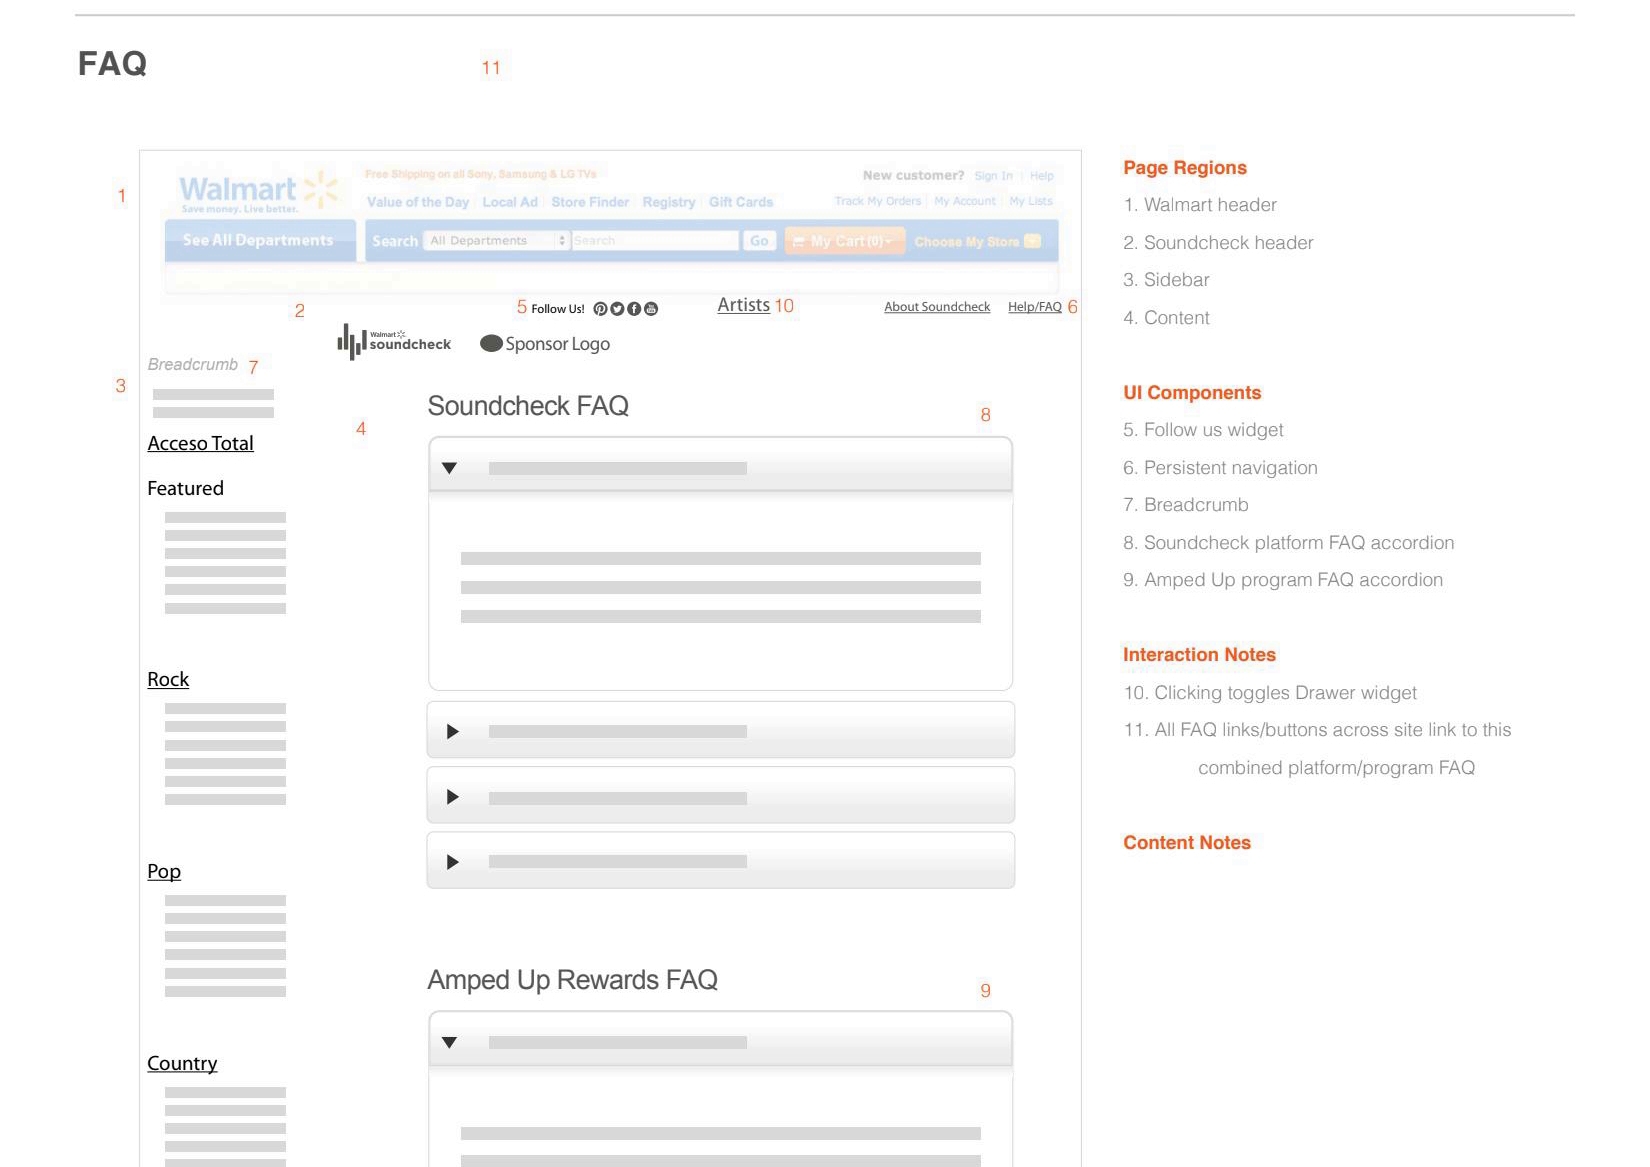 FAQ
11
1
Walmart
Save money. Live better.
Free Shipping on all Sony, Samsung & LG TVs
New customer? Sign In | Help
Value of the Day Local Ad Store Finder Registry Gift Cards
Track My Orders | My Account | My Lists
See All Departments
Search All Departments Search Go My Cart (0) Choose My Store
2
5 Follow Us!
Artists 10
About Soundcheck Help/FAQ 6
Walmart
soundcheck
Sponsor Logo
Breadcrumb 7
3
Acceso Total
Featured
Rock
Pop
Country
4
Soundcheck FAQ
8
Amped Up Rewards FAQ
9
Page Regions
1. Walmart header
2. Soundcheck header
3. Sidebar
4. Content
UI Components
5. Follow us widget
6. Persistent navigation
7. Breadcrumb
8. Soundcheck platform FAQ accordion
9. Amped Up program FAQ accordion
Interaction Notes
10. Clicking toggles Drawer widget
11. All FAQ links/buttons across site link to this
combined platform/program FAQ
Content Notes